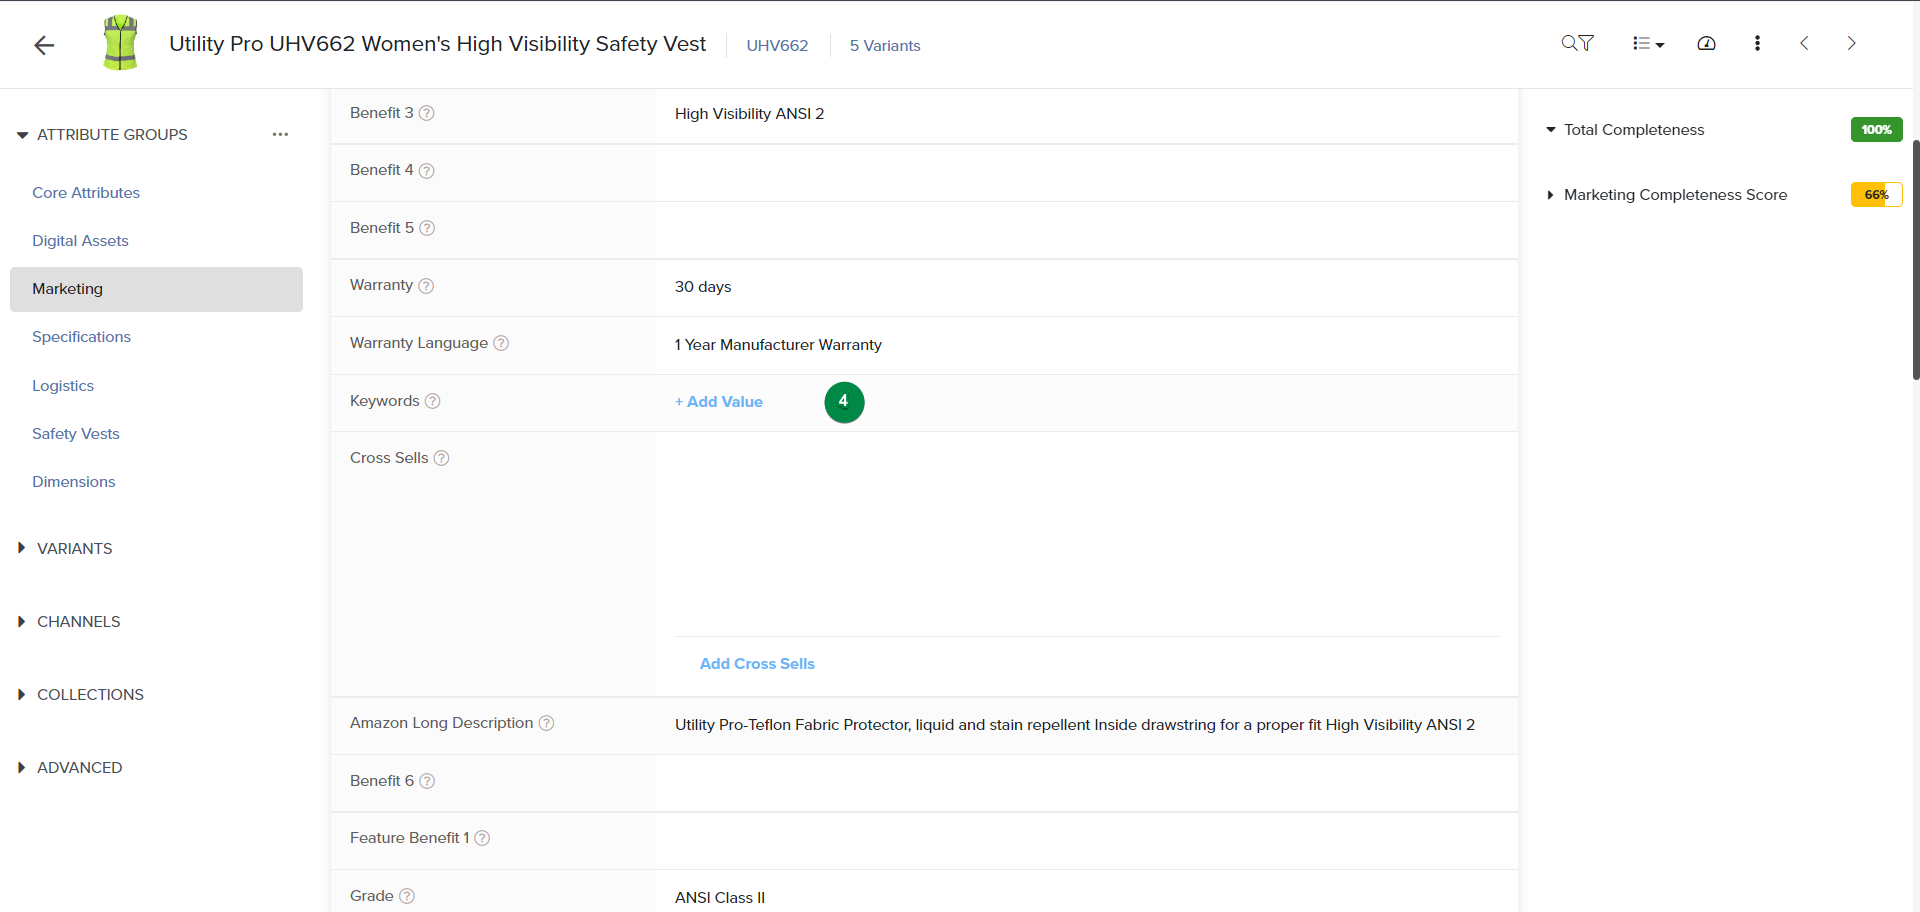 Utility Pro UHV662 Women's High Visibility Safety Vest
UHV662
5 Variants
ATTRIBUTE GROUPS
Core Attributes
Digital Assets
Marketing
Specifications
Logistics
Safety Vests
Dimensions
VARIANTS
CHANNELS
COLLECTIONS
ADVANCED
Benefit 3 ?
High Visibility ANSI 2
Benefit 4 ?
Benefit 5 ?
Warranty ?
30 days
Warranty Language ?
1 Year Manufacturer Warranty
Keywords ?
+ Add Value
4
Cross Sells ?
Add Cross Sells
Amazon Long Description ?
Utility Pro-Teflon Fabric Protector, liquid and stain repellent Inside drawstring for a proper fit High Visibility ANSI 2
Benefit 6 ?
Feature Benefit 1 ?
Grade ?
ANSI Class II
Total Completeness
100%
Marketing Completeness Score
66%